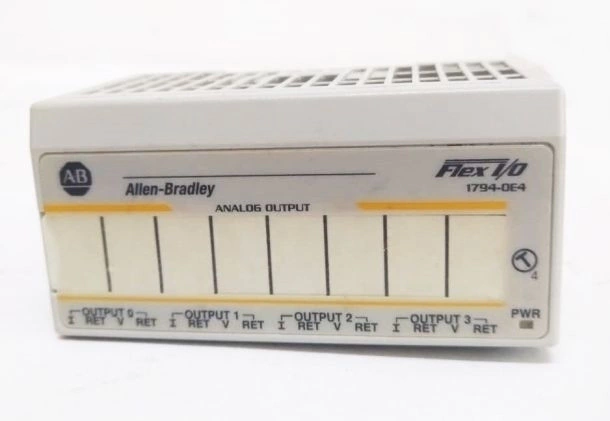 AB
Allen-Bradley
Flex I/O
1794-OE4
ANALOG OUTPUT
4
OUTPUT 0 OUTPUT 1 OUTPUT 2 OUTPUT 3
I RET V RET I RET V RET I RET V RET I RET V RET
PWR